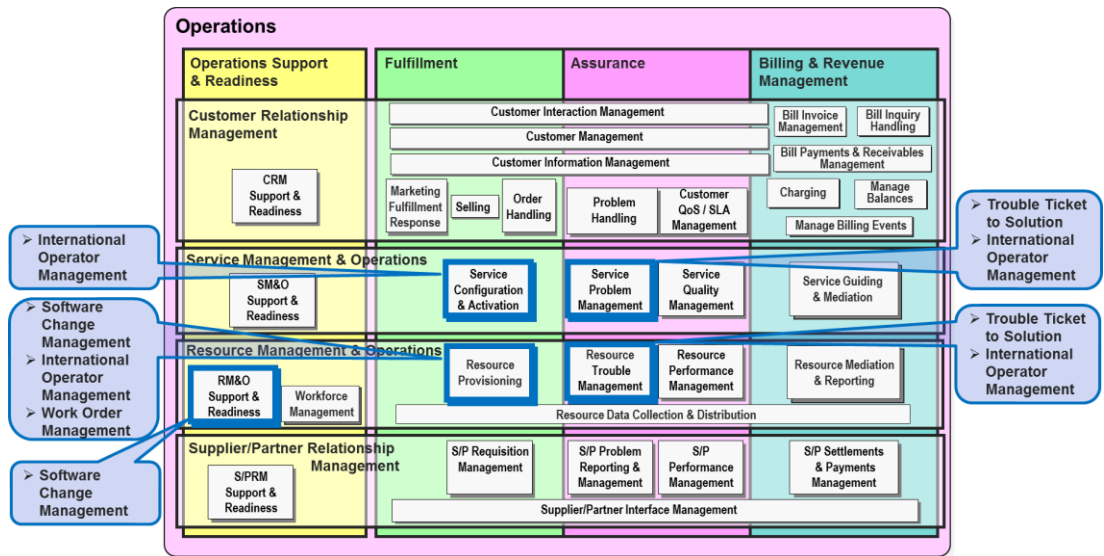 Operations
Operations Support
& Readiness
Fulfillment
Assurance
Billing & Revenue
Management
Customer Relationship
Management
Customer Interaction Management
Customer Management
Customer Information Management
Bill Invoice
Management
Bill Inquiry
Handling
Bill Payments & Receivables
Management
CRM
Support
& Readiness
Marketing
Fulfillment
Response
Selling
Order
Handling
Problem
Handling
Customer
QoS / SLA
Management
Charging
Manage
Balances
Manage Billing Events
➢ International
Operator
Management
➢ Trouble Ticket
to Solution
➢ International
Operator
Management
Service Management & Operations
SM&O
Support
& Readiness
Service
Configuration
& Activation
Service
Problem
Management
Service
Quality
Management
Service Guiding
& Mediation
➢ Software
Change
Management
➢ International
Operator
Management
➢ Work Order
Management
➢ Trouble Ticket
to Solution
➢ International
Operator
Management
Resource Management & Operations
RM&O
Support
& Readiness
Workforce
Management
Resource
Provisioning
Resource
Trouble
Management
Resource
Performance
Management
Resource Mediation
& Reporting
Resource Data Collection & Distribution
➢ Software
Change
Management
Supplier/Partner Relationship
Management
S/PRM
Support &
Readiness
S/P Requisition
Management
S/P Problem
Reporting &
Management
S/P
Performance
Management
S/P Settlements
& Payments
Management
Supplier/Partner Interface Management